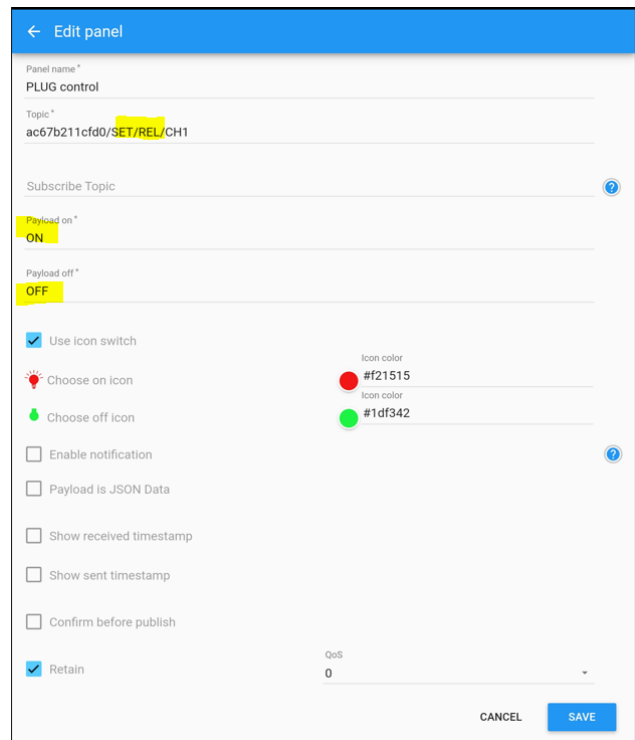 Edit panel
Panel name *
PLUG control
Topic *
ac67b211cfd0/SET/REL/CH1
Subscribe Topic
?
Payload on *
ON
Payload off *
OFF
Use icon switch
Icon color
Choose on icon
#f21515
Icon color
Choose off icon
#1df342
Enable notification
?
Payload is JSON Data
Show received timestamp
Show sent timestamp
Confirm before publish
QoS
Retain
0
CANCEL
SAVE